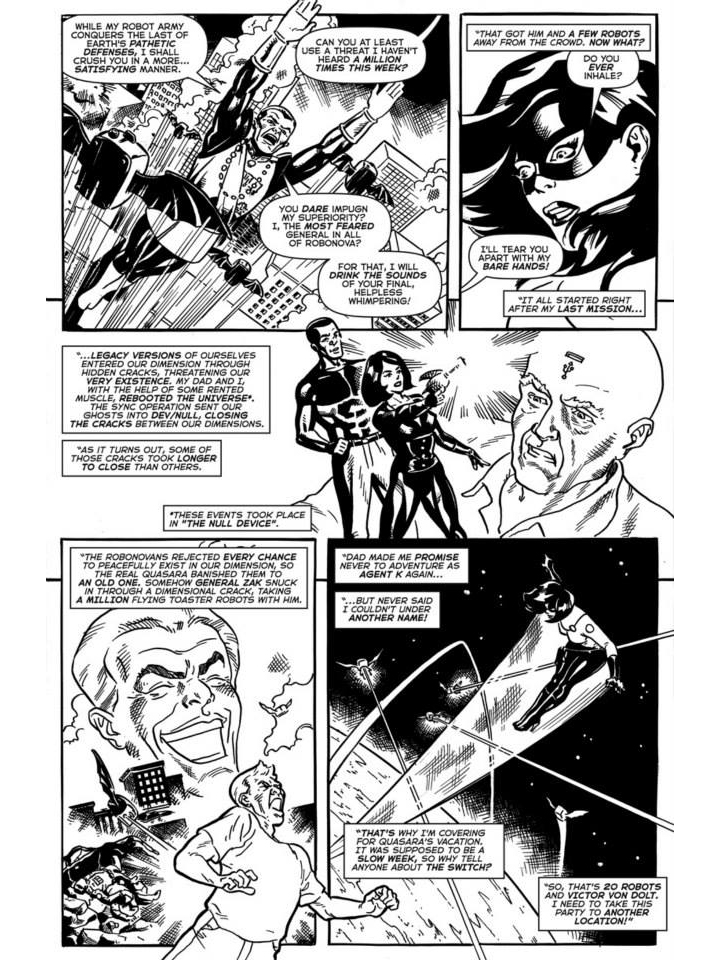 WHILE MY ROBOT ARMY
CONQUERS THE LAST OF
EARTH'S PATHETIC
DEFENSES, I SHALL
CRUSH YOU IN A MORE...
SATISFYING MANNER.
CAN YOU AT LEAST
USE A THREAT I HAVEN'T
HEARD A MILLION
TIMES THIS WEEK?
YOU DARE IMPUGN
MY SUPERIORITY?
I, THE MOST FEARED
GENERAL IN ALL
OF ROBONOVA?
FOR THAT, I WILL
DRINK THE SOUNDS
OF YOUR FINAL,
HELPLESS
WHIMPERING!
"THAT GOT HIM AND A FEW ROBOTS
AWAY FROM THE CROWD. NOW WHAT?
DO YOU
EVER
INHALE?
I'LL TEAR YOU
APART WITH MY
BARE HANDS!
"IT ALL STARTED RIGHT
AFTER MY LAST MISSION...
"...LEGACY VERSIONS OF OURSELVES
ENTERED OUR DIMENSION THROUGH
HIDDEN CRACKS, THREATENING OUR
VERY EXISTENCE. MY DAD AND I,
WITH THE HELP OF SOME RENTED
MUSCLE, REBOOTED THE UNIVERSE*.
THE SYNC OPERATION SENT OUR
GHOSTS INTO DEV/NULL, CLOSING
THE CRACKS BETWEEN OUR DIMENSIONS.
"AS IT TURNS OUT, SOME OF
THOSE CRACKS TOOK LONGER
TO CLOSE THAN OTHERS.
*THESE EVENTS TOOK PLACE
IN "THE NULL DEVICE".
"THE ROBONOVANS REJECTED EVERY CHANCE
TO PEACEFULLY EXIST IN OUR DIMENSION, SO
THE REAL QUASARA BANISHED THEM TO
AN OLD ONE. SOMEHOW GENERAL ZAK SNUCK
IN THROUGH A DIMENSIONAL CRACK, TAKING
A MILLION FLYING TOASTER ROBOTS WITH HIM.
"DAD MADE ME PROMISE
NEVER TO ADVENTURE AS
AGENT K AGAIN...
"...BUT NEVER SAID
I COULDN'T UNDER
ANOTHER NAME!
"THAT'S WHY I'M COVERING
FOR QUASARA'S VACATION.
IT WAS SUPPOSED TO BE A
SLOW WEEK, SO WHY TELL
ANYONE ABOUT THE SWITCH?
"SO, THAT'S 20 ROBOTS
AND VICTOR VON DOLT.
I NEED TO TAKE THIS
PARTY TO ANOTHER
LOCATION!"